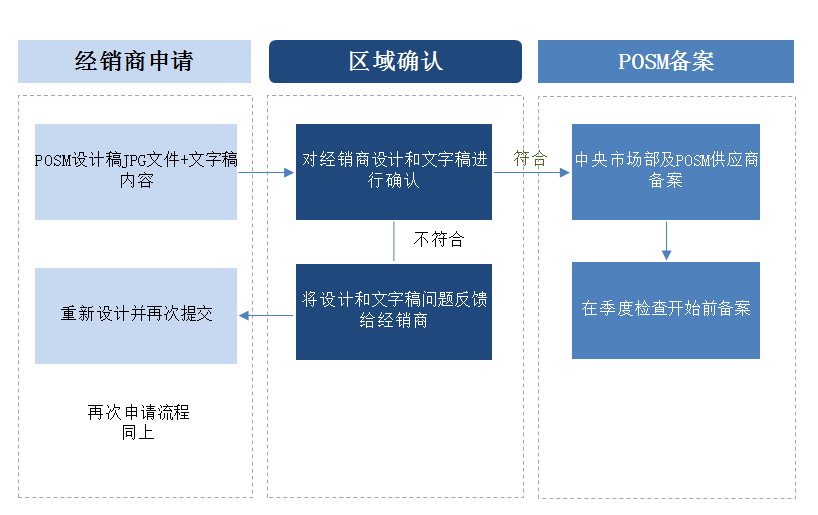 经销商申请
区域确认
POSM备案
POSM设计稿JPG文件+文字稿
内容
对经销商设计和文字稿进
行确认
符合
中央市场部及POSM供应商
备案
不符合
重新设计并再次提交
将设计和文字稿问题反馈
给经销商
在季度检查开始前备案
再次申请流程
同上